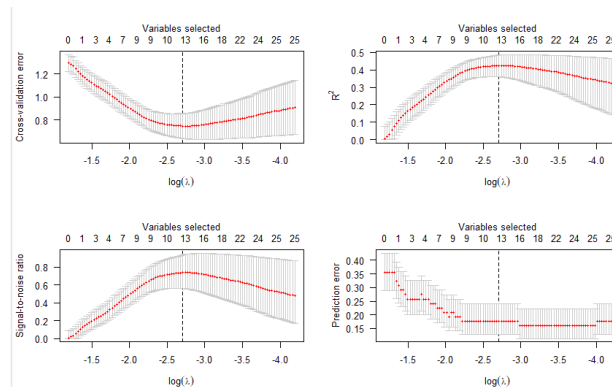 Variables selected
0 1 3 4 7 9 9 10 13 16 18 22 24 25 25
Cross-validation error
1.2
1.0
0.8
-1.5 -2.0 -2.5 -3.0 -3.5 -4.0
log(λ)
Variables selected
0 1 3 4 7 9 9 10 13 16 18 22 24 25 25
R²
0.5
0.4
0.3
0.2
0.1
0.0
-1.5 -2.0 -2.5 -3.0 -3.5 -4.0
log(λ)
Variables selected
0 1 3 4 7 9 9 10 13 16 18 22 24 25 25
Signal-to-noise ratio
0.8
0.6
0.4
0.2
0.0
-1.5 -2.0 -2.5 -3.0 -3.5 -4.0
log(λ)
Variables selected
0 1 3 4 7 9 9 10 13 16 18 22 24 25 25
Prediction error
0.40
0.35
0.30
0.25
0.20
0.15
-1.5 -2.0 -2.5 -3.0 -3.5 -4.0
log(λ)